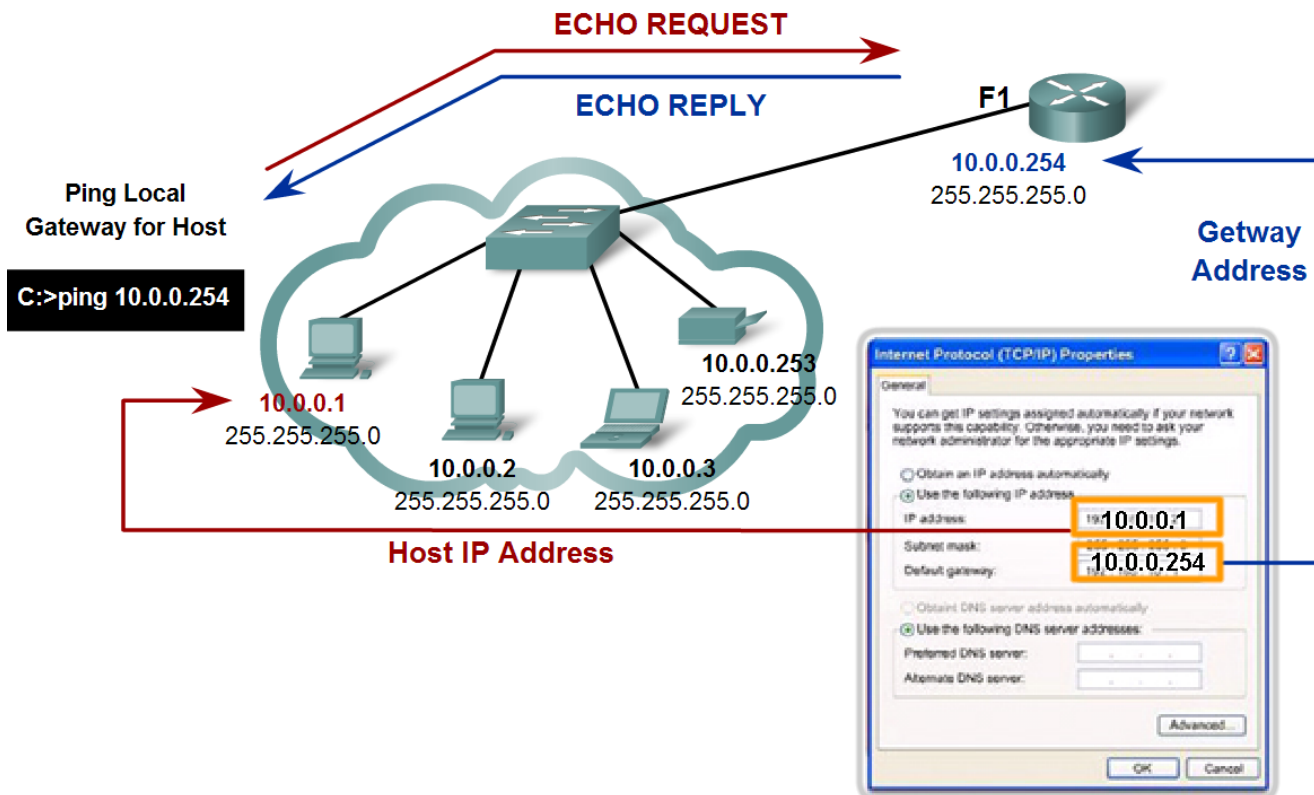 ECHO REQUEST
ECHO REPLY
F1
10.0.0.254
255.255.255.0
Ping Local
Gateway for Host
C:>ping 10.0.0.254
Getway
Address
10.0.0.253
255.255.255.0
10.0.0.1
255.255.255.0
10.0.0.2
255.255.255.0
10.0.0.3
255.255.255.0
Host IP Address
Internet Protocol (TCP/IP) Properties
General
You can get IP settings assigned automatically if your network
supports this capability. Otherwise, you need to ask your
network administrator for the appropriate IP settings.
Obtain an IP address automatically
Use the following IP address
IP address:
10.0.0.1
Subnet mask:
Default gateway:
10.0.0.254
Obtain DNS server address automatically
Use the following DNS server addresses:
Preferred DNS server:
Alternate DNS server:
Advanced...
OK
Cancel